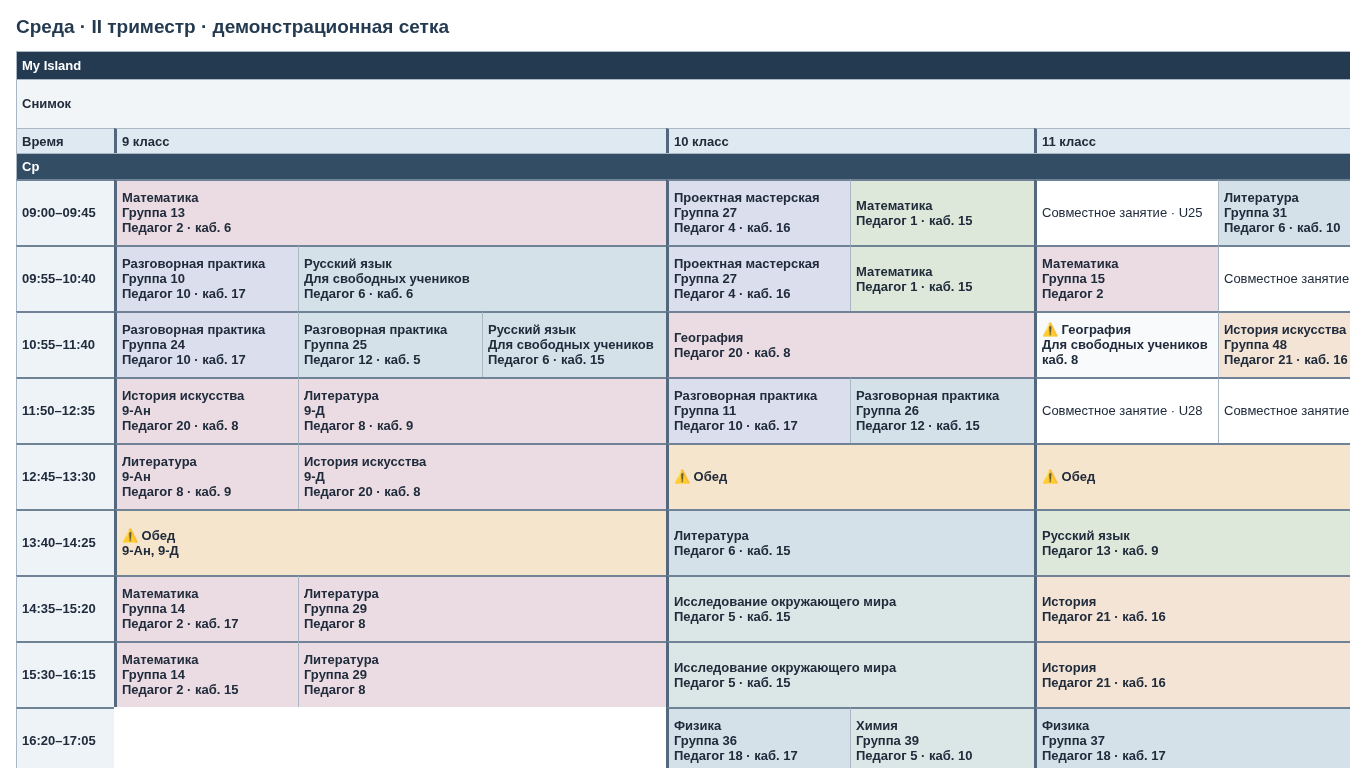 Среда · II триместр · демонстрационная сетка
My Island
Снимок
Время
9 класс
10 класс
11 класс
Ср
09:00–09:45
Математика
Группа 13
Педагог 2 · каб. 6
Проектная мастерская
Группа 27
Педагог 4 · каб. 16
Математика
Педагог 1 · каб. 15
Совместное занятие · U25
Литература
Группа 31
Педагог 6 · каб. 10
09:55–10:40
Разговорная практика
Группа 10
Педагог 10 · каб. 17
Русский язык
Для свободных учеников
Педагог 6 · каб. 6
Проектная мастерская
Группа 27
Педагог 4 · каб. 16
Математика
Педагог 1 · каб. 15
Математика
Группа 15
Педагог 2
Совместное занятие
10:55–11:40
Разговорная практика
Группа 24
Педагог 10 · каб. 17
Разговорная практика
Группа 25
Педагог 12 · каб. 5
Русский язык
Для свободных учеников
Педагог 6 · каб. 15
География
Педагог 20 · каб. 8
⚠️ География
Для свободных учеников
каб. 8
История искусства
Группа 48
Педагог 21 · каб. 16
11:50–12:35
История искусства
9-Ан
Педагог 20 · каб. 8
Литература
9-Д
Педагог 8 · каб. 9
Разговорная практика
Группа 11
Педагог 10 · каб. 17
Разговорная практика
Группа 26
Педагог 12 · каб. 15
Совместное занятие · U28
Совместное занятие
12:45–13:30
Литература
9-Ан
Педагог 8 · каб. 9
История искусства
9-Д
Педагог 20 · каб. 8
⚠️ Обед
⚠️ Обед
13:40–14:25
⚠️ Обед
9-Ан, 9-Д
Литература
Педагог 6 · каб. 15
Русский язык
Педагог 13 · каб. 9
14:35–15:20
Математика
Группа 14
Педагог 2 · каб. 17
Литература
Группа 29
Педагог 8
Исследование окружающего мира
Педагог 5 · каб. 15
История
Педагог 21 · каб. 16
15:30–16:15
Математика
Группа 14
Педагог 2 · каб. 15
Литература
Группа 29
Педагог 8
Исследование окружающего мира
Педагог 5 · каб. 15
История
Педагог 21 · каб. 16
16:20–17:05
Физика
Группа 36
Педагог 18 · каб. 17
Химия
Группа 39
Педагог 5 · каб. 10
Физика
Группа 37
Педагог 18 · каб. 17